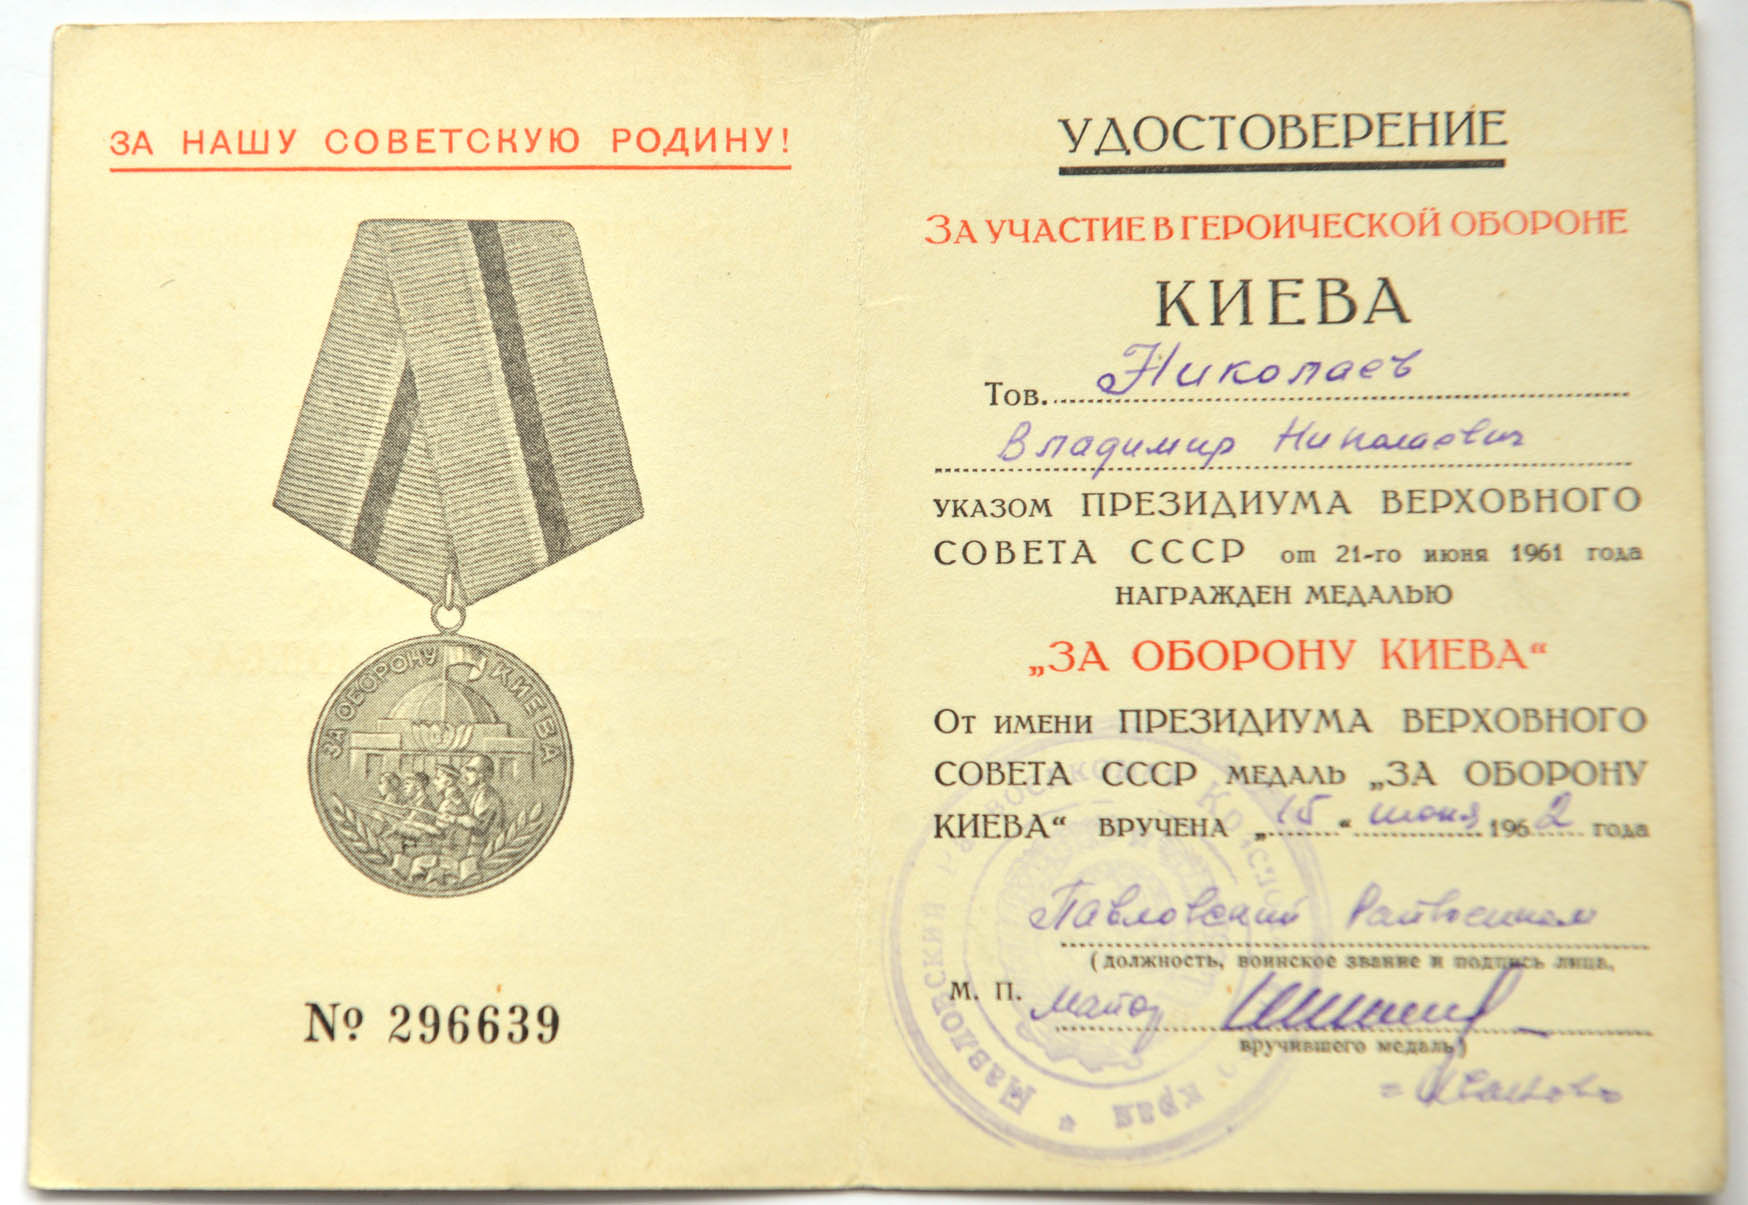 ЗА НАШУ СОВЕТСКУЮ РОДИНУ!
ЗА ОБОРОНУ КИЕВА
№ 296639
УДОСТОВЕРЕНИЕ
ЗА УЧАСТИЕ В ГЕРОИЧЕСКОЙ ОБОРОНЕ
КИЕВА
Тов. Николаев
Владимир Николаевич
УКАЗОМ ПРЕЗИДИУМА ВЕРХОВНОГО
СОВЕТА СССР от 21-го июня 1961 года
НАГРАЖДЕН МЕДАЛЬЮ
„ЗА ОБОРОНУ КИЕВА“
От имени ПРЕЗИДИУМА ВЕРХОВНОГО
СОВЕТА СССР МЕДАЛЬ „ЗА ОБОРОНУ
КИЕВА“ ВРУЧЕНА „15“ июня 1962 года
Павловский Райвоенком
(должность, воинское звание и подпись лица,
М. П. майор
вручившего медаль)
Павловский края